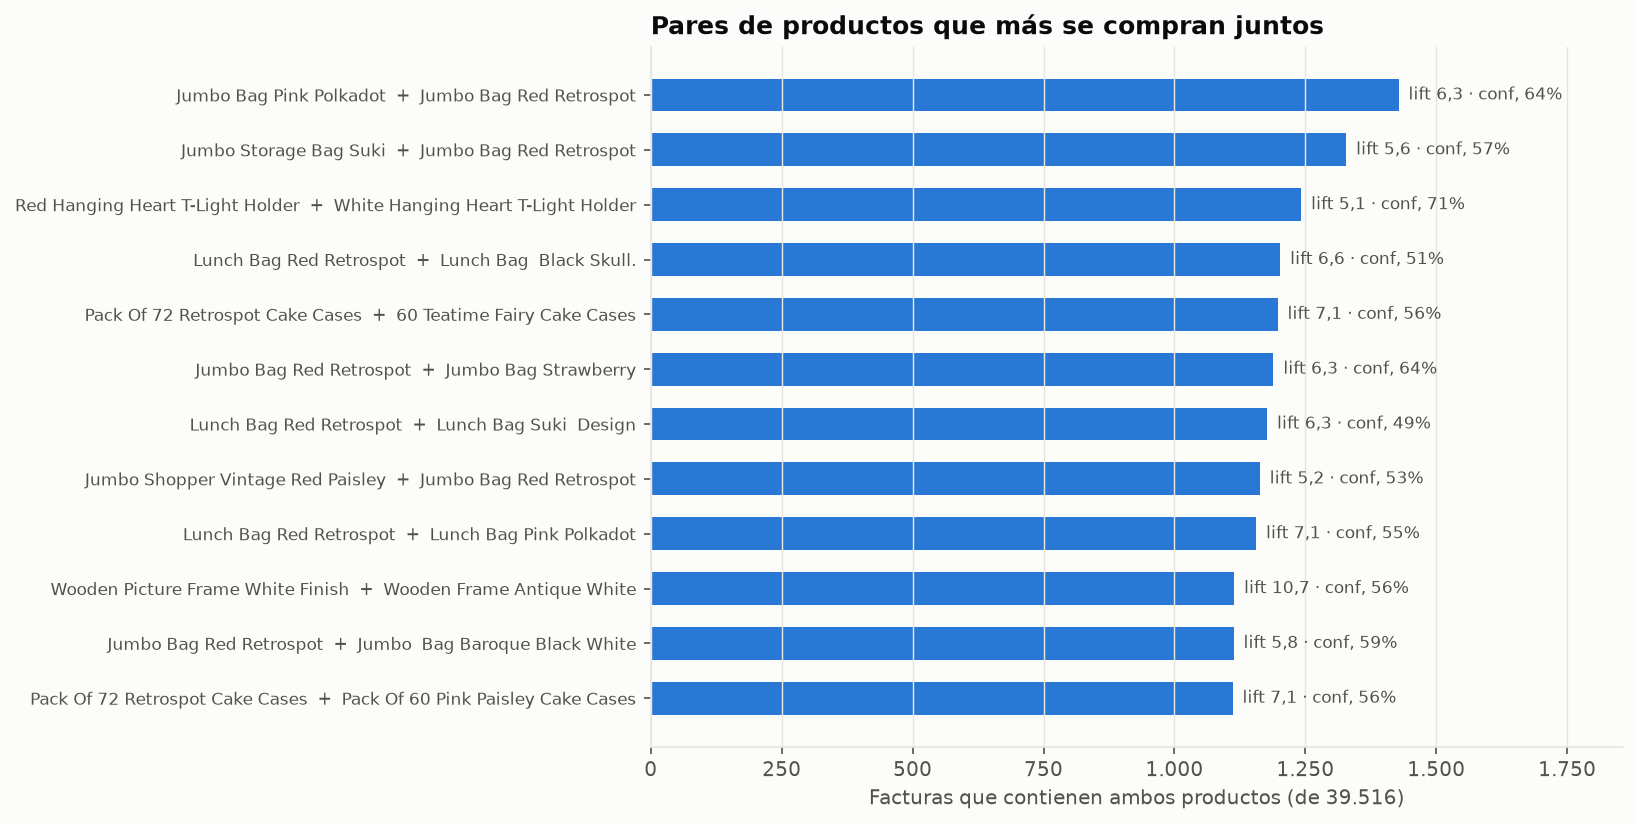 Pares de productos que más se compran juntos
Jumbo Bag Pink Polkadot + Jumbo Bag Red Retrospot lift 6,3 · conf, 64%
Jumbo Storage Bag Suki + Jumbo Bag Red Retrospot lift 5,6 · conf, 57%
Red Hanging Heart T-Light Holder + White Hanging Heart T-Light Holder lift 5,1 · conf, 71%
Lunch Bag Red Retrospot + Lunch Bag  Black Skull. lift 6,6 · conf, 51%
Pack Of 72 Retrospot Cake Cases + 60 Teatime Fairy Cake Cases lift 7,1 · conf, 56%
Jumbo Bag Red Retrospot + Jumbo Bag Strawberry lift 6,3 · conf, 64%
Lunch Bag Red Retrospot + Lunch Bag Suki  Design lift 6,3 · conf, 49%
Jumbo Shopper Vintage Red Paisley + Jumbo Bag Red Retrospot lift 5,2 · conf, 53%
Lunch Bag Red Retrospot + Lunch Bag Pink Polkadot lift 7,1 · conf, 55%
Wooden Picture Frame White Finish + Wooden Frame Antique White lift 10,7 · conf, 56%
Jumbo Bag Red Retrospot + Jumbo  Bag Baroque Black White lift 5,8 · conf, 59%
Pack Of 72 Retrospot Cake Cases + Pack Of 60 Pink Paisley Cake Cases lift 7,1 · conf, 56%
0 250 500 750 1.000 1.250 1.500 1.750
Facturas que contienen ambos productos (de 39.516)